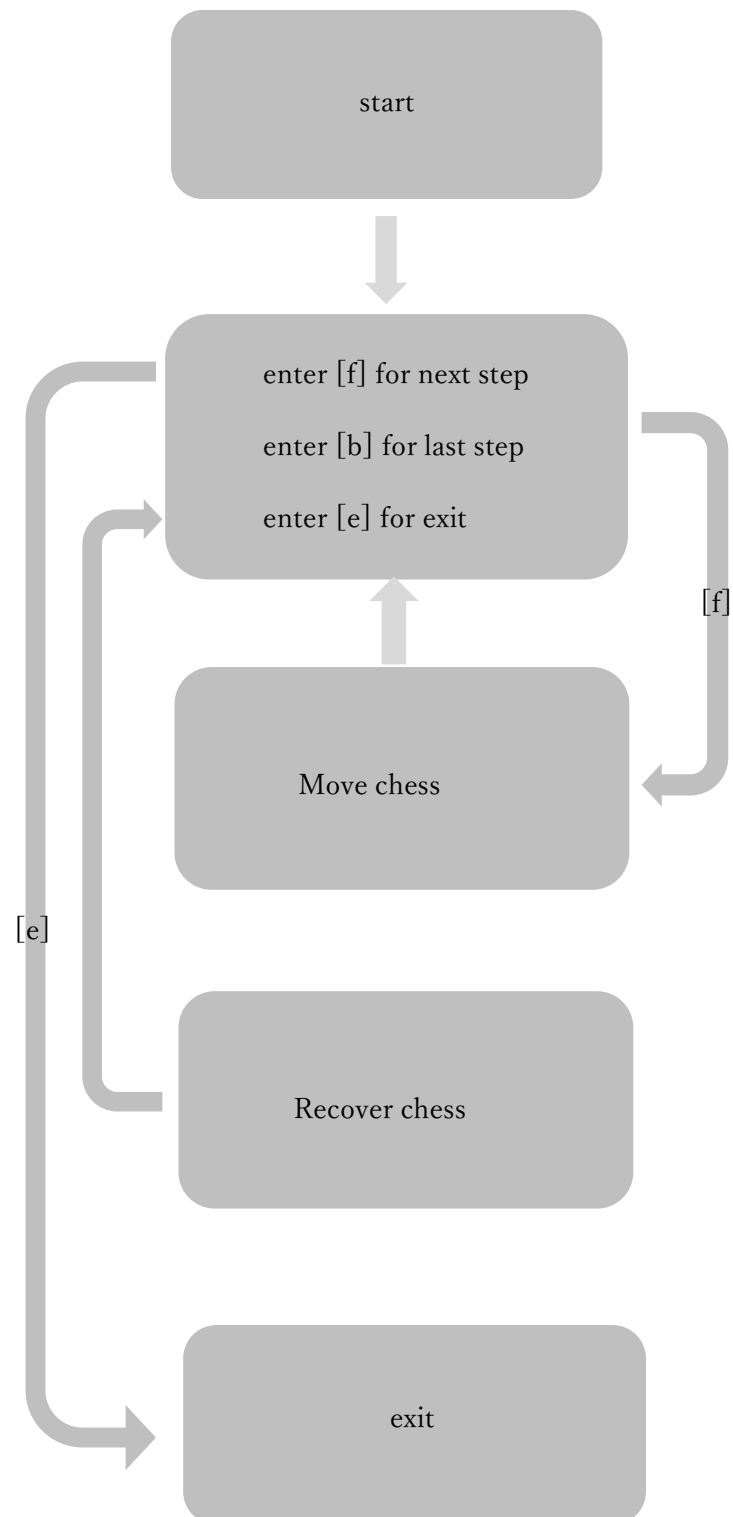 start
enter [f] for next step
enter [b] for last step
enter [e] for exit
[f]
Move chess
[e]
Recover chess
exit